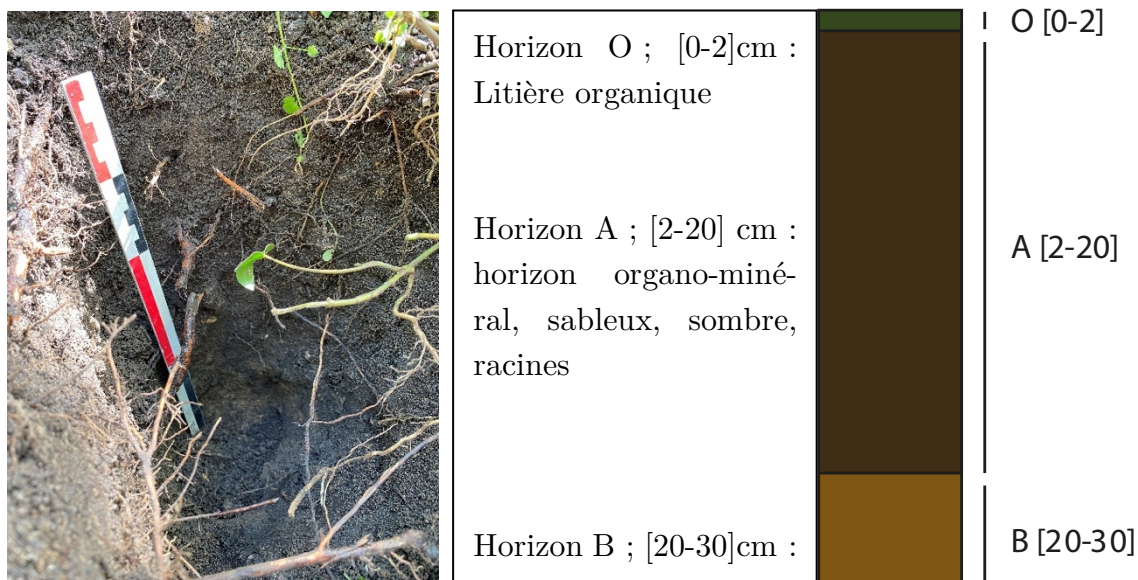 Horizon O ; [0-2]cm :
Litière organique
Horizon A ; [2-20] cm :
horizon organo-miné-
ral, sableux, sombre,
racines
Horizon B ; [20-30]cm :
O [0-2]
A [2-20]
B [20-30]